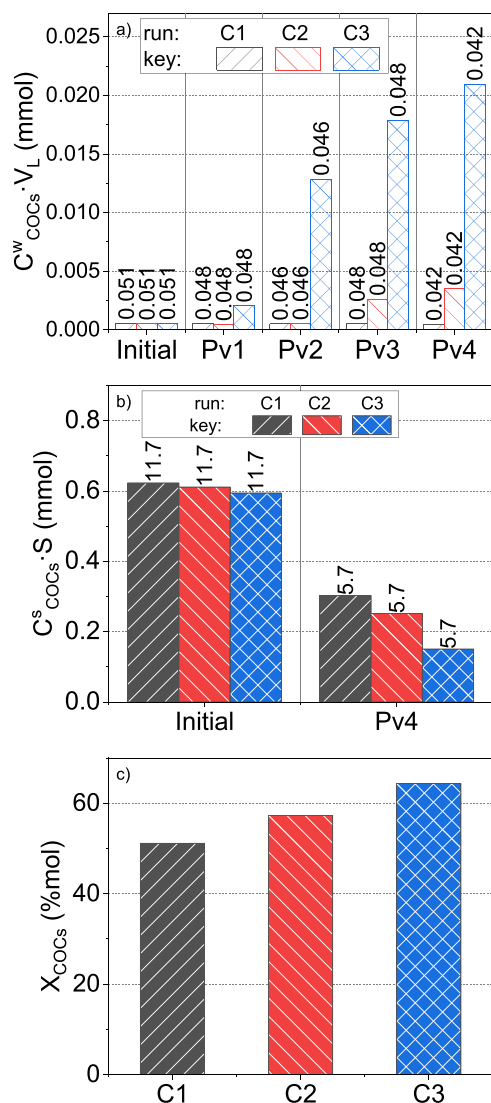 a) run: C1 C2 C3
key:
C^w_COCs·V_L (mmol)
0.025
0.020
0.015
0.010
0.005
0.000
0.051 0.051 0.051
0.048 0.048 0.048
0.046 0.046 0.046
0.048 0.048 0.048
0.042 0.042 0.042
Initial Pv1 Pv2 Pv3 Pv4
b) run: C1 C2 C3
key:
C^s_COCs·S (mmol)
0.8
0.6
0.4
0.2
0.0
11.7 11.7 11.7
5.7 5.7 5.7
Initial Pv4
c)
X_COCs (%mol)
60
40
20
0
C1 C2 C3